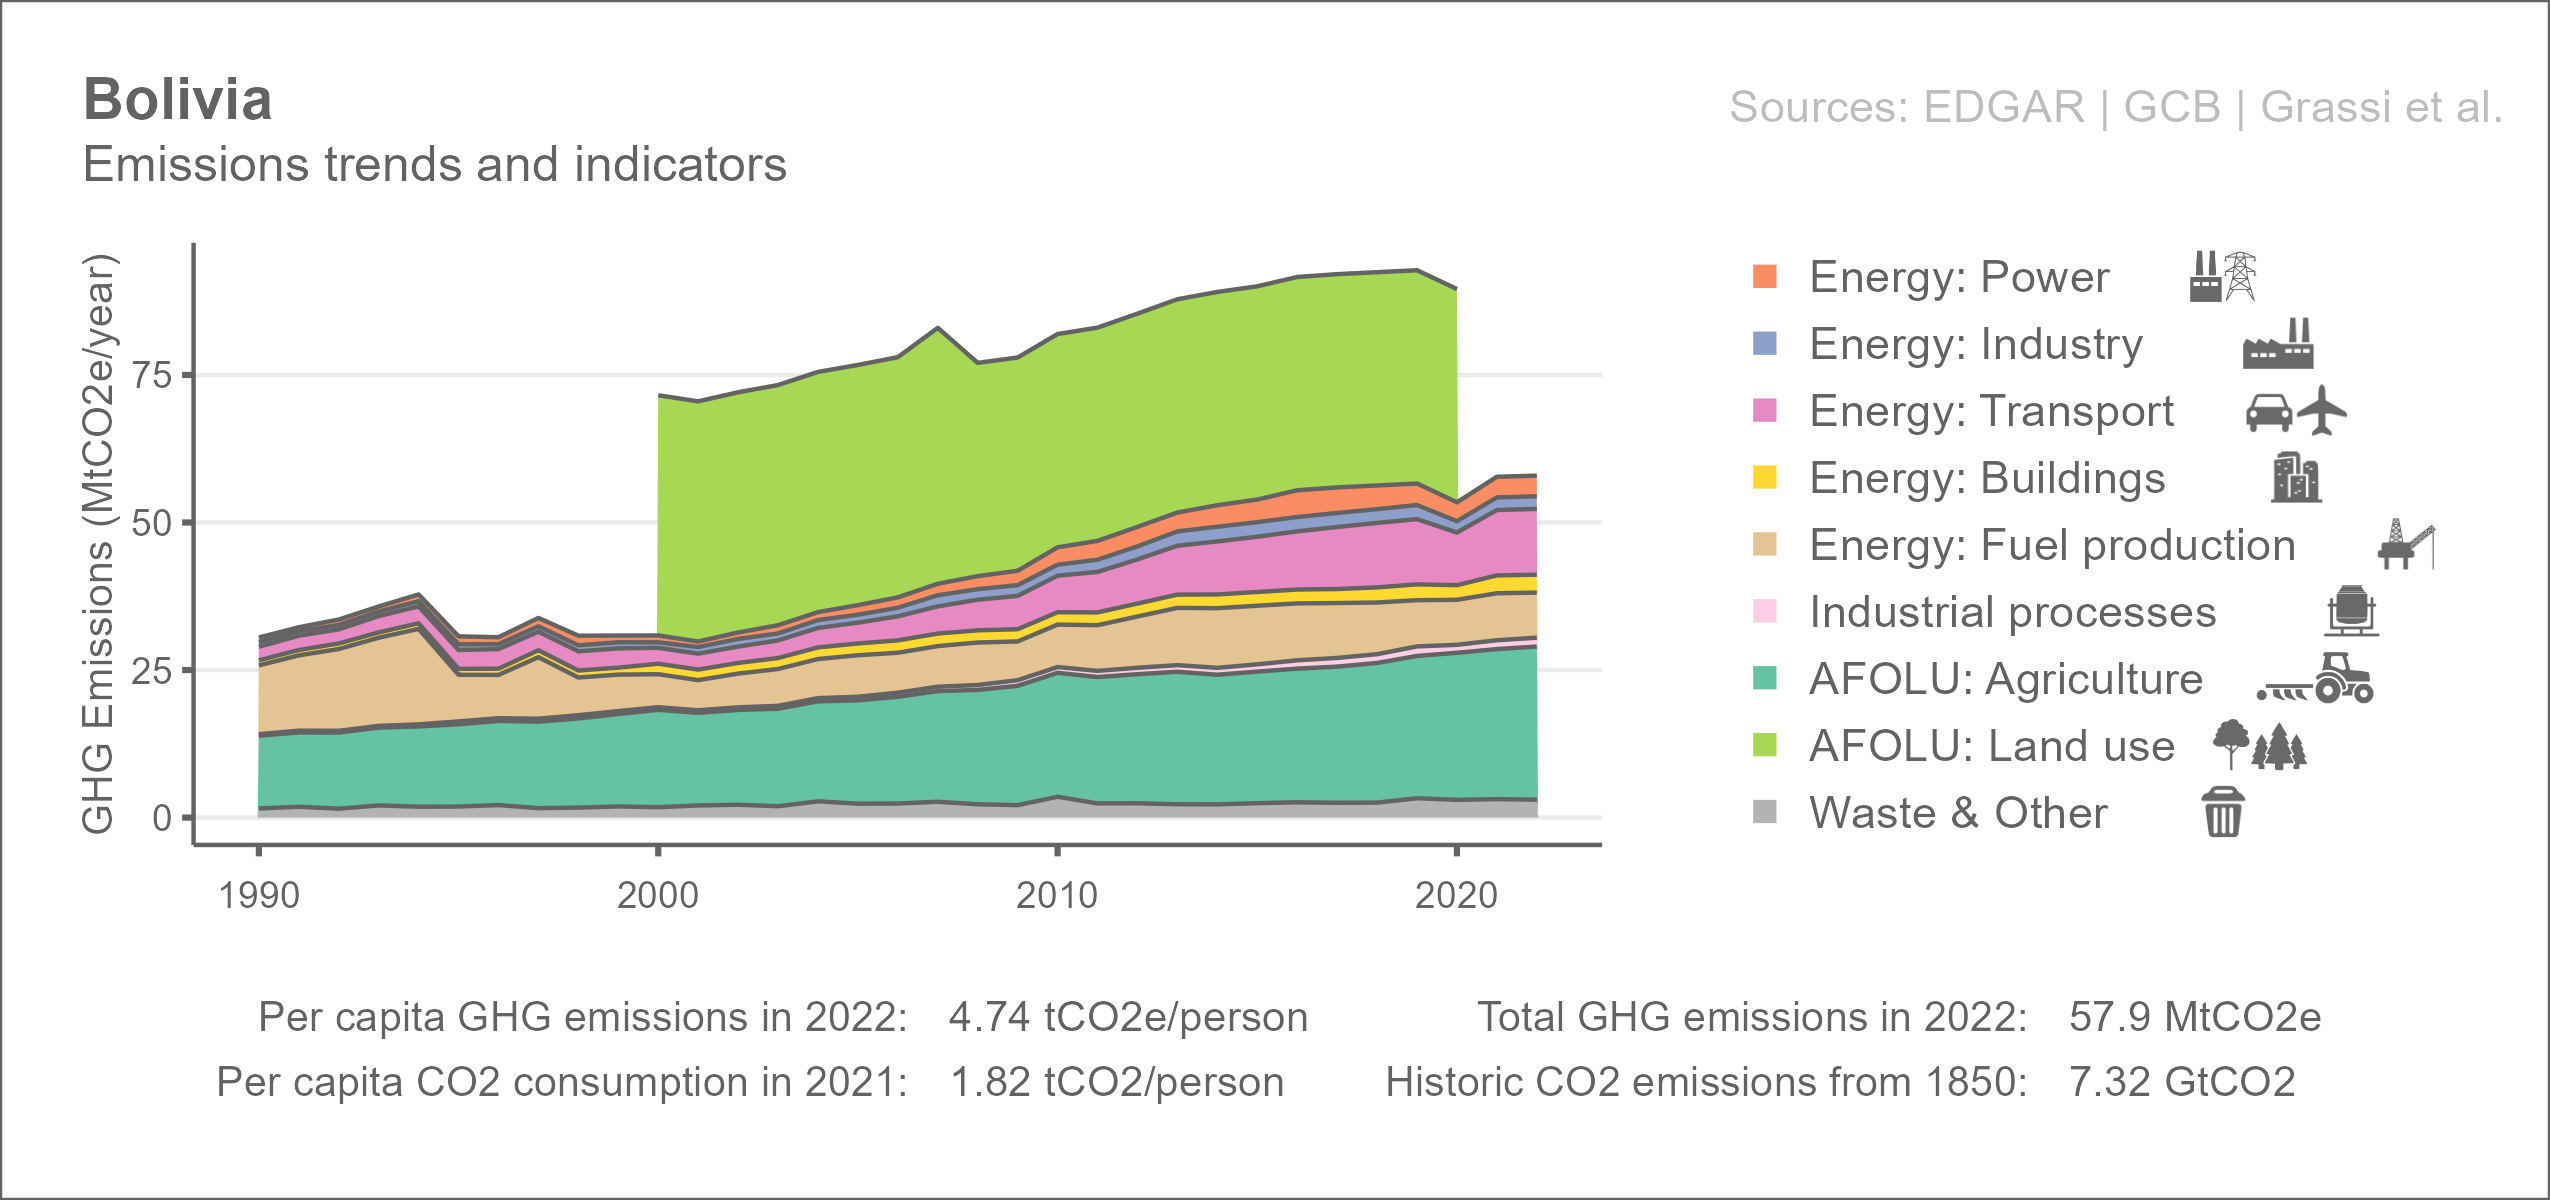 Bolivia
Sources: EDGAR | GCB | Grassi et al.
Emissions trends and indicators
GHG Emissions (MtCO2e/year)
75
50
25
0
1990
2000
2010
2020
Energy: Power
Energy: Industry
Energy: Transport
Energy: Buildings
Energy: Fuel production
Industrial processes
AFOLU: Agriculture
AFOLU: Land use
Waste & Other
Per capita GHG emissions in 2022: 4.74 tCO2e/person
Total GHG emissions in 2022: 57.9 MtCO2e
Per capita CO2 consumption in 2021: 1.82 tCO2/person
Historic CO2 emissions from 1850: 7.32 GtCO2